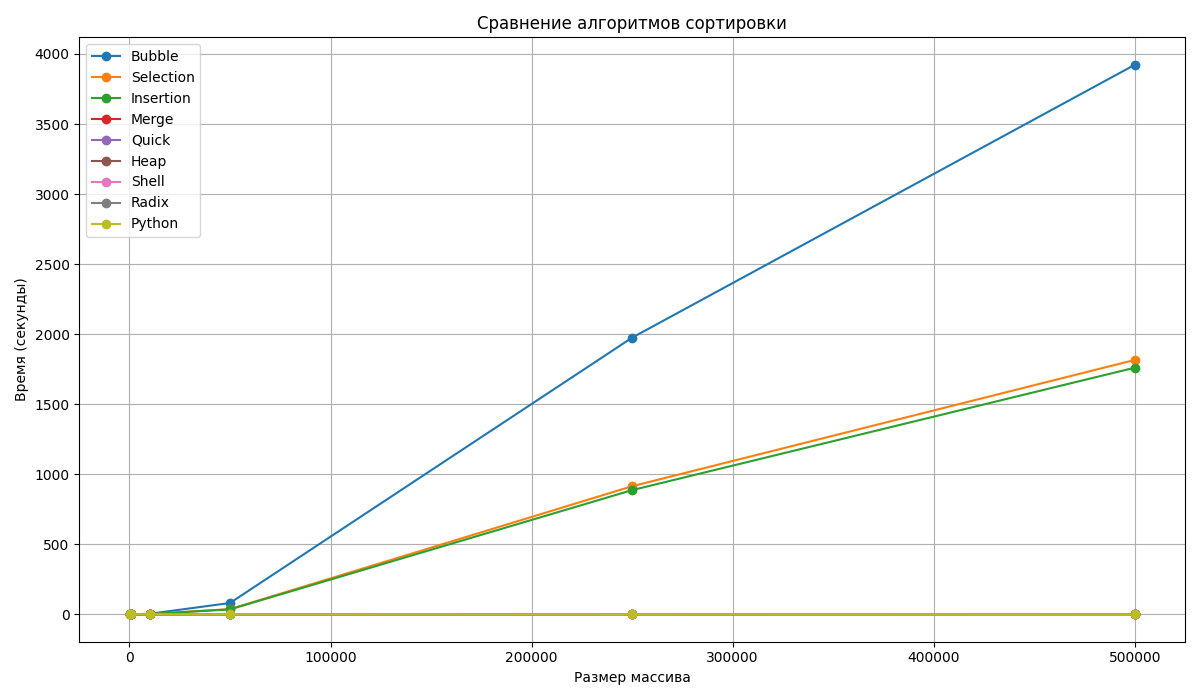 Сравнение алгоритмов сортировки
Bubble
Selection
Insertion
Merge
Quick
Heap
Shell
Radix
Python
Время (секунды)
4000
3500
3000
2500
2000
1500
1000
500
0
0 100000 200000 300000 400000 500000
Размер массива